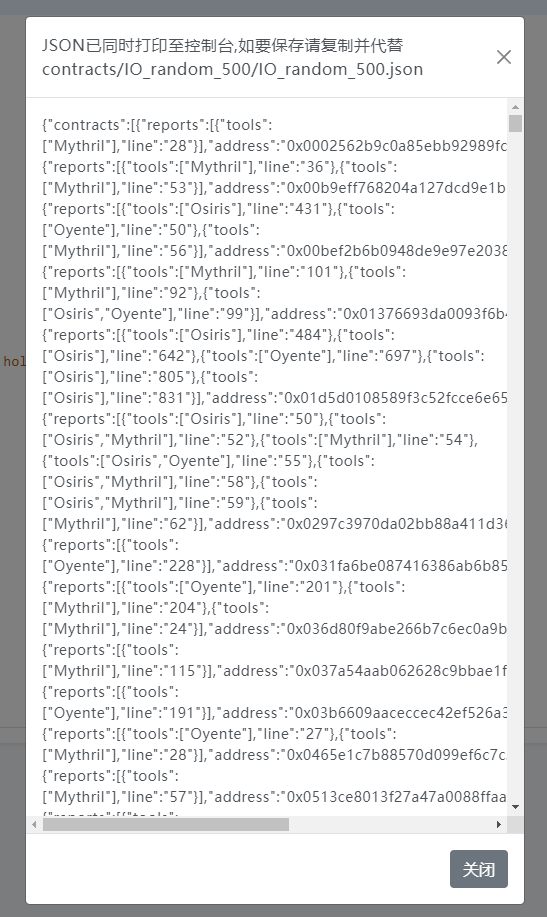 JSON已同时打印至控制台,如要保存请复制并代替
contracts/IO_random_500/IO_random_500.json
{"contracts":[{"reports":[{"tools":
["Mythril"],"line":"28"}],"address":"0x0002562b9c0a85ebb92989fc
{"reports":[{"tools":["Mythril"],"line":"36"},{"tools":
["Mythril"],"line":"53"}],"address":"0x00b9eff768204a127dcd9e1b
{"reports":[{"tools":["Osiris"],"line":"431"},{"tools":
["Oyente"],"line":"50"},{"tools":
["Mythril"],"line":"56"}],"address":"0x00bef2b6b0948de9e97e2038
{"reports":[{"tools":["Mythril"],"line":"101"},{"tools":
["Mythril"],"line":"92"},{"tools":
["Osiris","Oyente"],"line":"99"}],"address":"0x01376693da0093f6b4
{"reports":[{"tools":["Osiris"],"line":"484"},{"tools":
["Osiris"],"line":"642"},{"tools":["Oyente"],"line":"697"},{"tools":
["Osiris"],"line":"805"},{"tools":
hol
["Osiris"],"line":"831"}],"address":"0x01d5d0108589f3c52fcce6e65
{"reports":[{"tools":["Osiris"],"line":"50"},{"tools":
["Osiris","Mythril"],"line":"52"},{"tools":["Mythril"],"line":"54"},
{"tools":["Osiris","Oyente"],"line":"55"},{"tools":
["Osiris","Mythril"],"line":"58"},{"tools":
["Osiris","Mythril"],"line":"59"},{"tools":
["Mythril"],"line":"62"}],"address":"0x0297c3970da02bb88a411d36
{"reports":[{"tools":
["Oyente"],"line":"228"}],"address":"0x031fa6be087416386ab6b85
{"reports":[{"tools":["Oyente"],"line":"201"},{"tools":
["Mythril"],"line":"204"},{"tools":
["Mythril"],"line":"24"}],"address":"0x036d80f9abe266b7c6ec0a9b
{"reports":[{"tools":
["Mythril"],"line":"115"}],"address":"0x037a54aab062628c9bbae1f
{"reports":[{"tools":
["Oyente"],"line":"191"}],"address":"0x03b6609aaceccec42ef526a3
{"reports":[{"tools":["Oyente"],"line":"27"},{"tools":
["Mythril"],"line":"28"}],"address":"0x0465e1c7b88570d099ef6c7c
{"reports":[{"tools":
["Mythril"],"line":"57"}],"address":"0x0513ce8013f27a47a0088ffaa
{"reports":[{"tools":
关闭